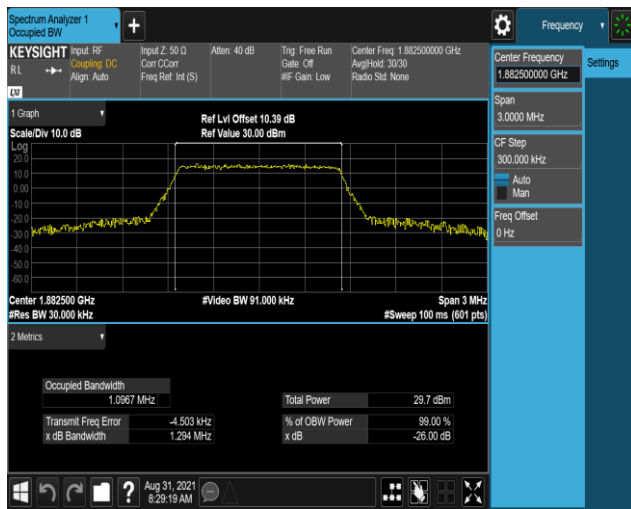 Spectrum Analyzer 1
Occupied BW
+
Frequency
KEYSIGHT Input: RF Input Z: 50 Ω Atten: 40 dB Trig: Free Run Center Freq: 1.882500000 GHz
RL Coupling: DC Corr CCorr Gate: Off Avg|Hold: 30/30
Align: Auto Freq Ref: Int (S) #IF Gain: Low Radio Std: None
LXI
Center Frequency
1.882500000 GHz
Settings
Span
3.0000 MHz
CF Step
300.000 kHz
Auto
Man
Freq Offset
0 Hz
1 Graph
Ref Lvl Offset 10.39 dB
Scale/Div 10.0 dB Ref Value 30.00 dBm
Log
20.0
10.0
0.00
-10.0
-20.0
-30.0
-40.0
-50.0
-60.0
Center 1.882500 GHz #Video BW 91.000 kHz Span 3 MHz
#Res BW 30.000 kHz #Sweep 100 ms (601 pts)
2 Metrics
Occupied Bandwidth
1.0967 MHz
Total Power 29.7 dBm
Transmit Freq Error -4.503 kHz % of OBW Power 99.00 %
x dB Bandwidth 1.294 MHz x dB -26.00 dB
? Aug 31, 2021
8:29:19 AM